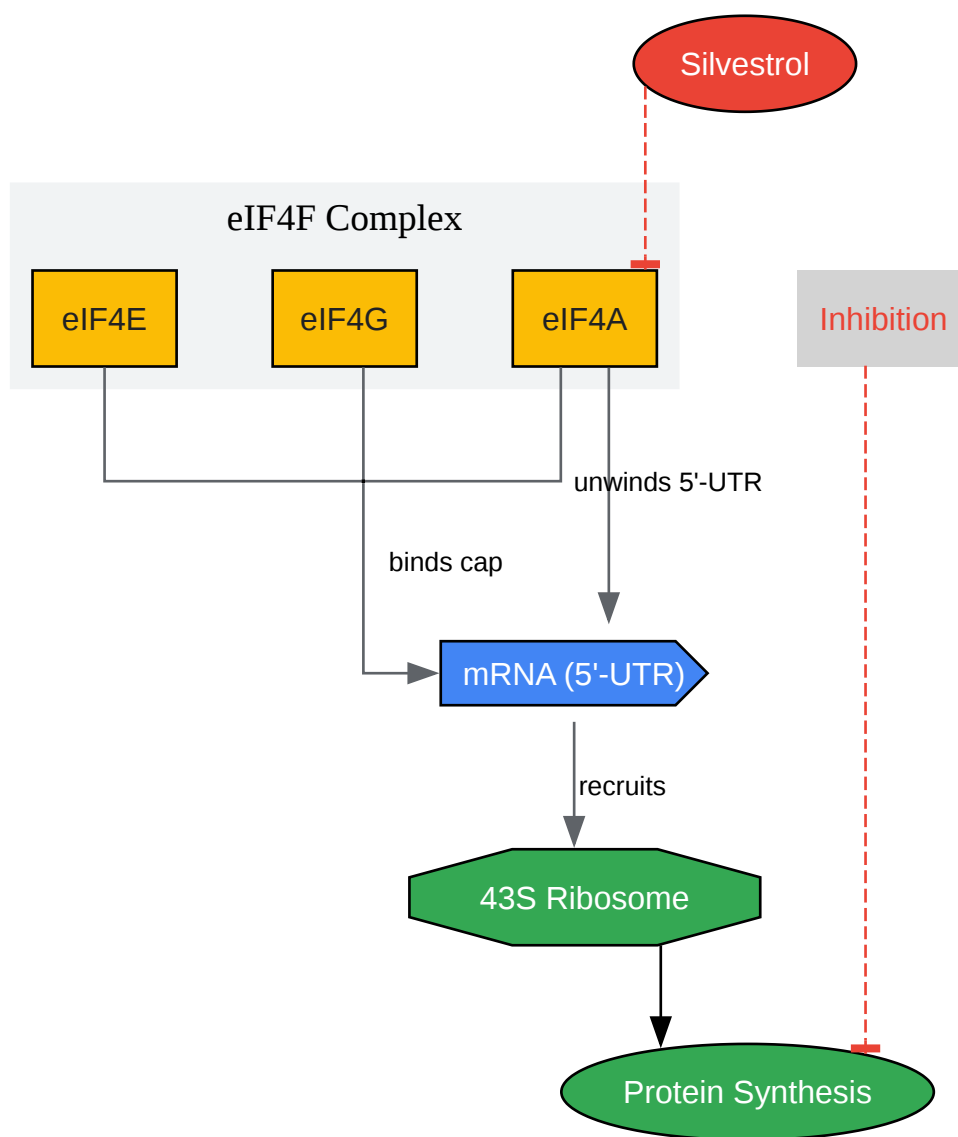 Silvestrol
eIF4F Complex
eIF4E
eIF4G
eIF4A
Inhibition
unwinds 5'-UTR
binds cap
mRNA (5'-UTR)
recruits
43S Ribosome
Protein Synthesis